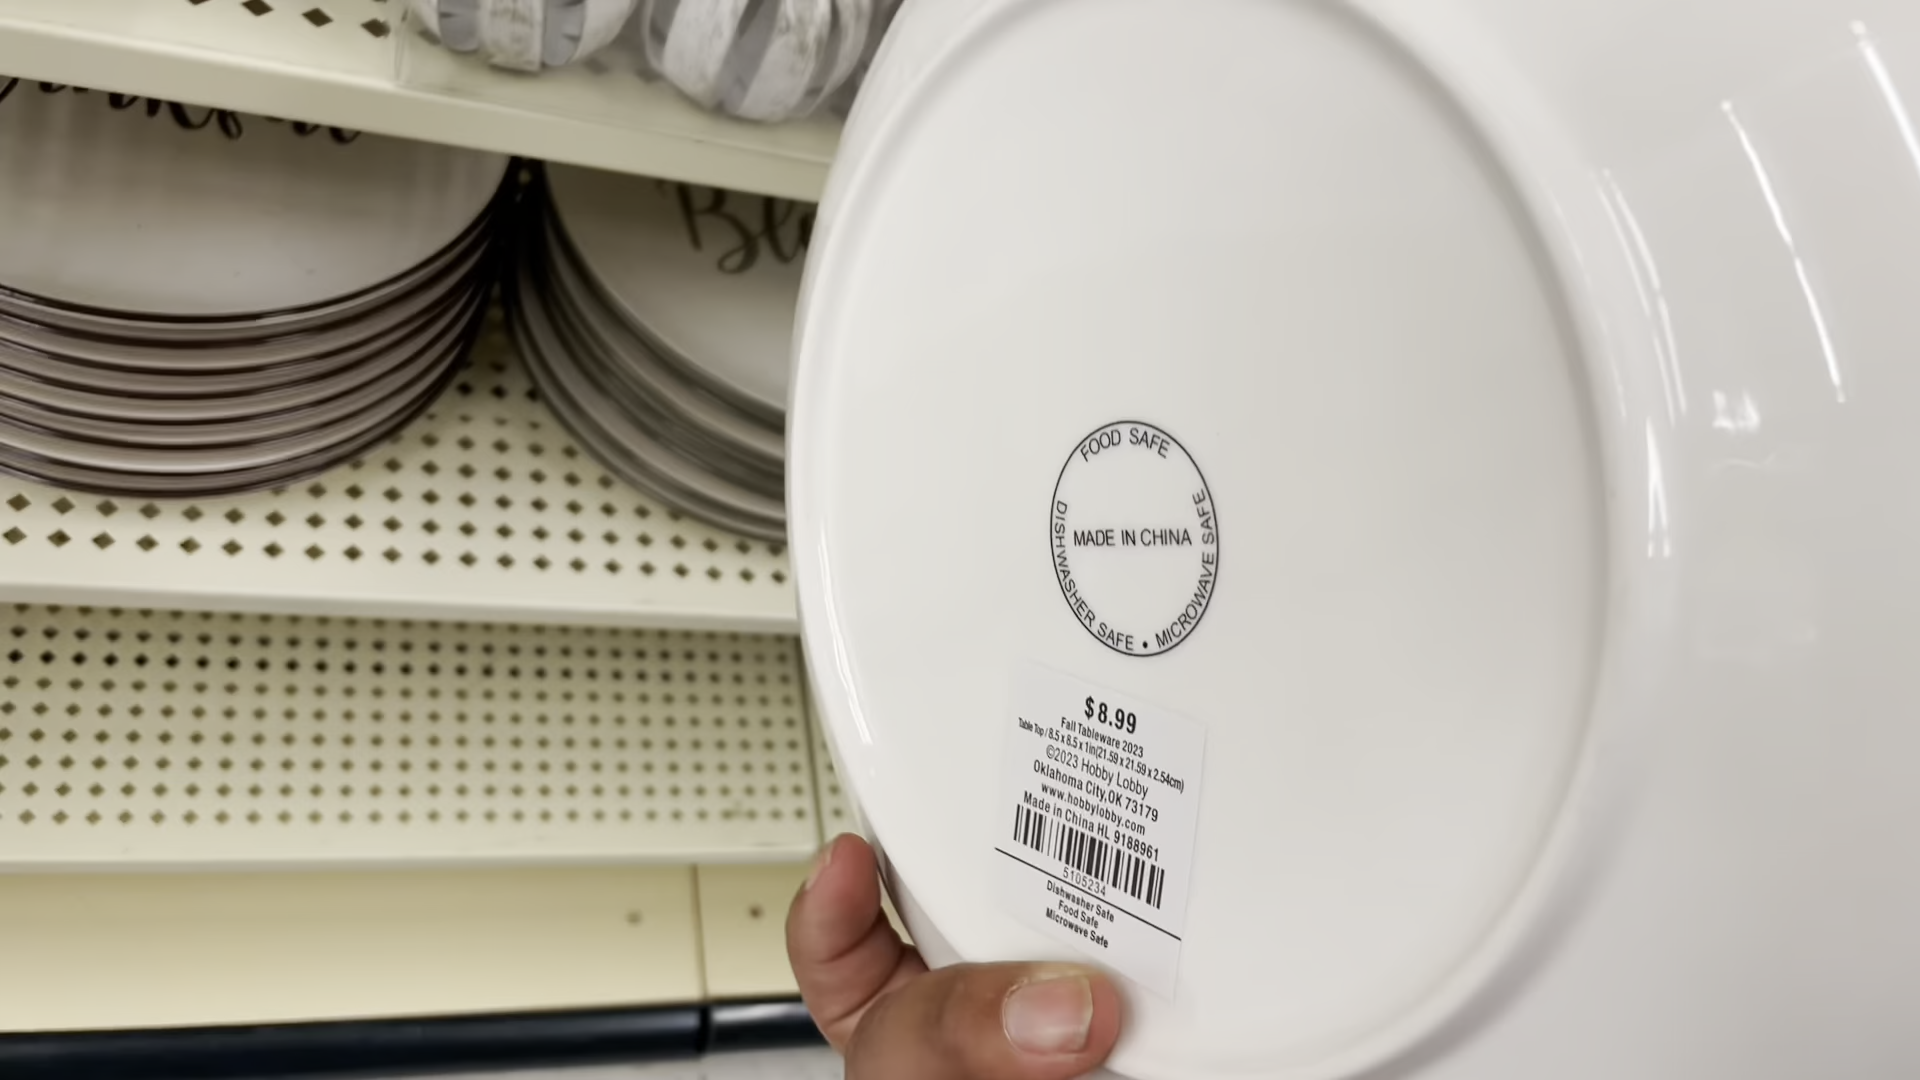 FOOD SAFE
MADE IN CHINA
DISHWASHER SAFE • MICROWAVE SAFE
$8.99
Fall Tableware 2023
Table Top / 8.5 x 8.5 x 1in(21.59 x 21.59 x 2.54cm)
©2023 Hobby Lobby
Oklahoma City,OK 73179
www.hobbylobby.com
Made in China HL 9188961
5105234
Dishwasher Safe
Food Safe
Microwave Safe